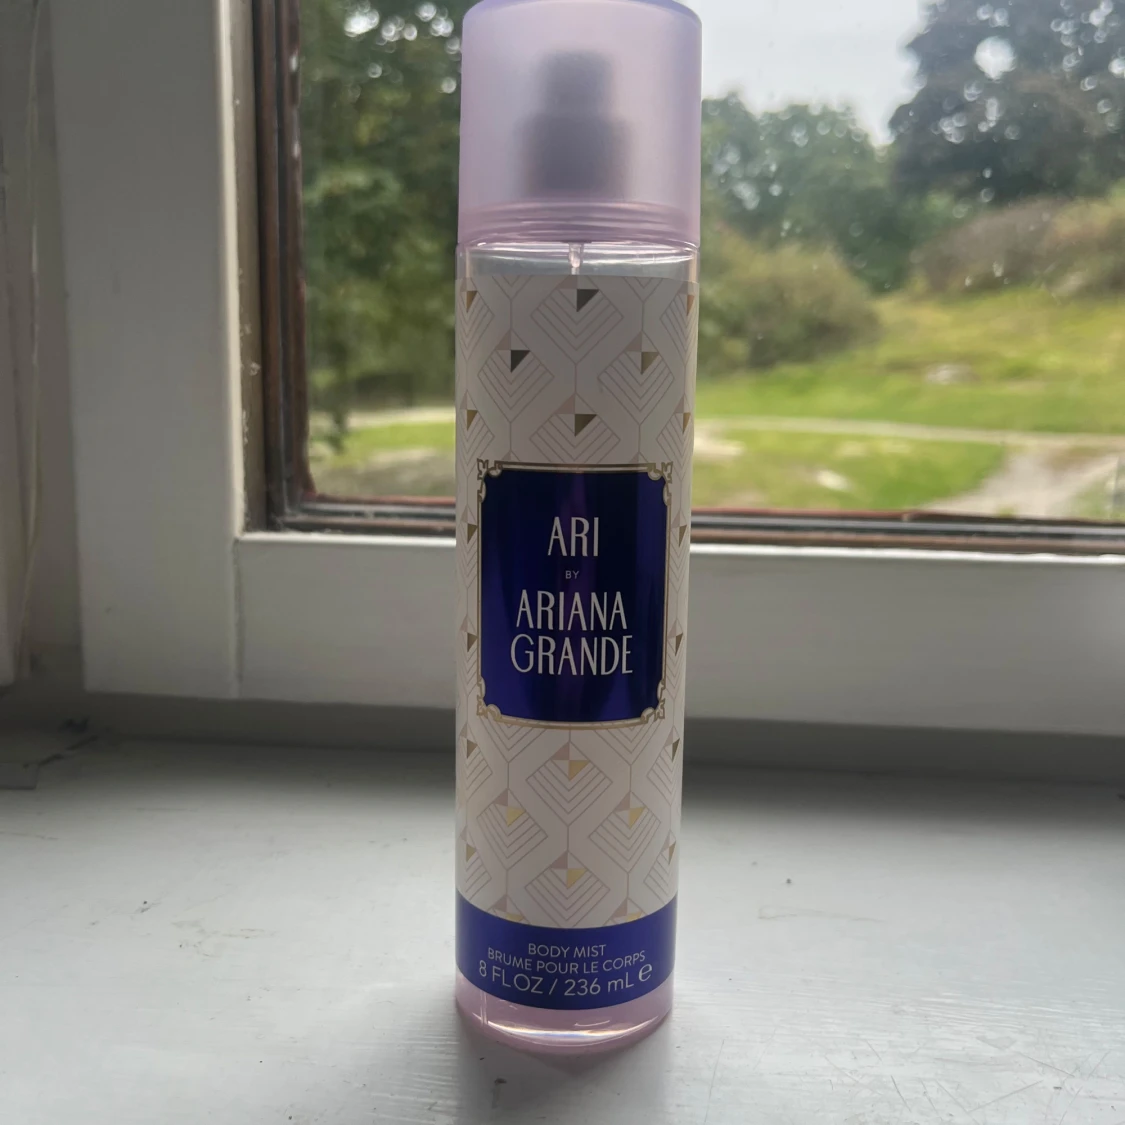 ARI
BY
ARIANA
GRANDE
BODY MIST
BRUME POUR LE CORPS
8 FL OZ / 236 mL ℮